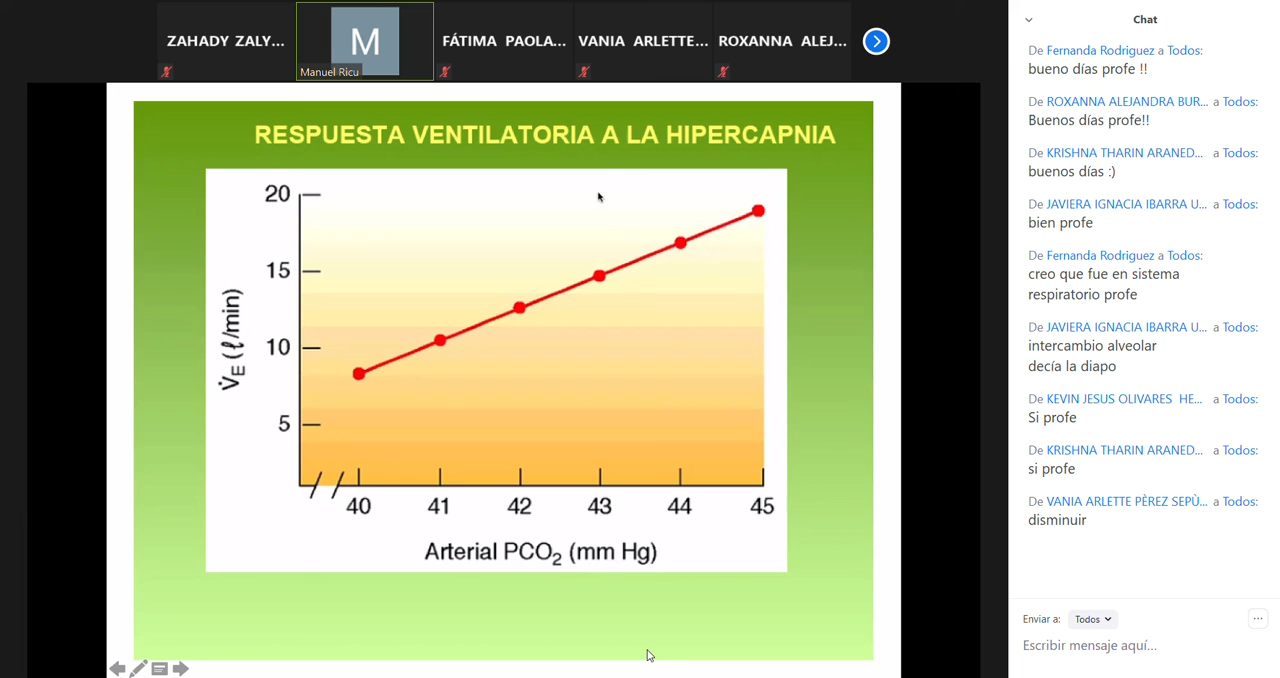 ZAHADY ZALY...
M
Manuel Ricu
FÁTIMA PAOLA...
VANIA ARLETTE...
ROXANNA ALEJ...
RESPUESTA VENTILATORIA A LA HIPERCAPNIA
20
15
10
5
V̇E (ℓ/min)
40 41 42 43 44 45
Arterial PCO2 (mm Hg)
Chat
De Fernanda Rodriguez a Todos:
bueno días profe !!
De ROXANNA ALEJANDRA BUR... a Todos:
Buenos días profe!!
De KRISHNA THARIN ARANED... a Todos:
buenos días :)
De JAVIERA IGNACIA IBARRA U... a Todos:
bien profe
De Fernanda Rodriguez a Todos:
creo que fue en sistema
respiratorio profe
De JAVIERA IGNACIA IBARRA U... a Todos:
intercambio alveolar
decía la diapo
De KEVIN JESUS OLIVARES HE... a Todos:
Si profe
De KRISHNA THARIN ARANED... a Todos:
si profe
De VANIA ARLETTE PÈREZ SEPÙ... a Todos:
disminuir
Enviar a: Todos
Escribir mensaje aquí...